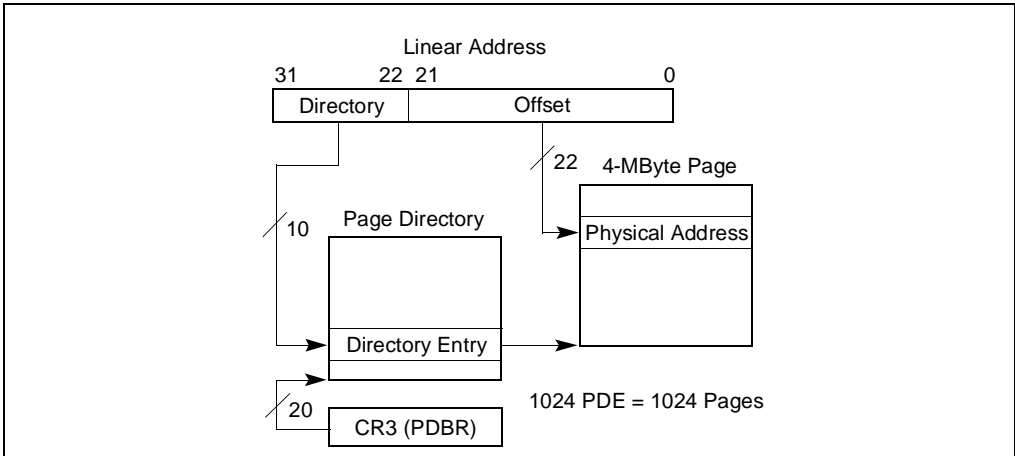 Linear Address
31 22 21 0
Directory Offset
22
4-MByte Page
10
Page Directory
Physical Address
Directory Entry
1024 PDE = 1024 Pages
20
CR3 (PDBR)